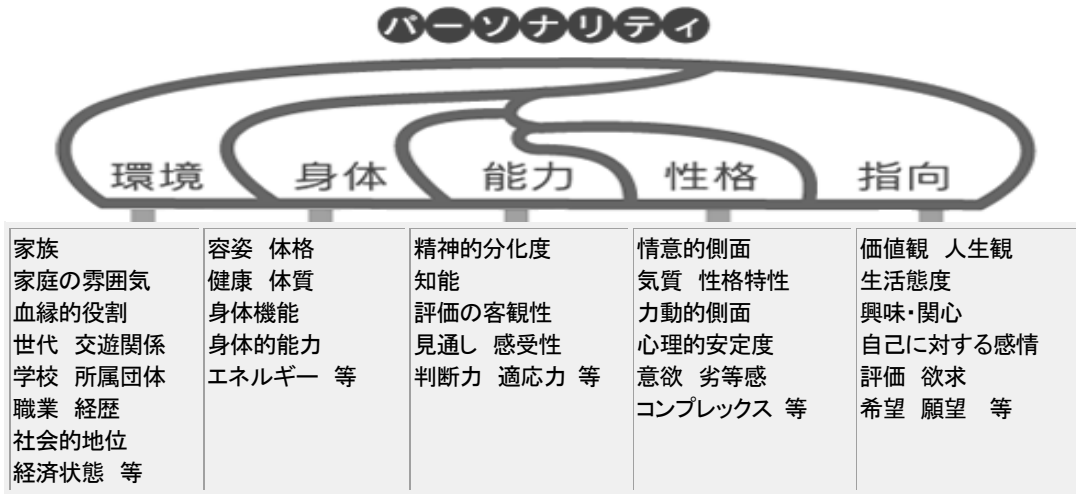 パーソナリティ
環境
身体
能力
性格
指向
家族
家庭の雰囲気
血縁的役割
世代 交遊関係
学校 所属団体
職業 経歴
社会的地位
経済状態 等
容姿 体格
健康 体質
身体機能
身体的能力
エネルギー 等
精神的分化度
知能
評価の客観性
見通し 感受性
判断力 適応力 等
情意的側面
気質 性格特性
力動的側面
心理的安定度
意欲 劣等感
コンプレックス 等
価値観 人生観
生活態度
興味・関心
自己に対する感情
評価 欲求
希望 願望 等